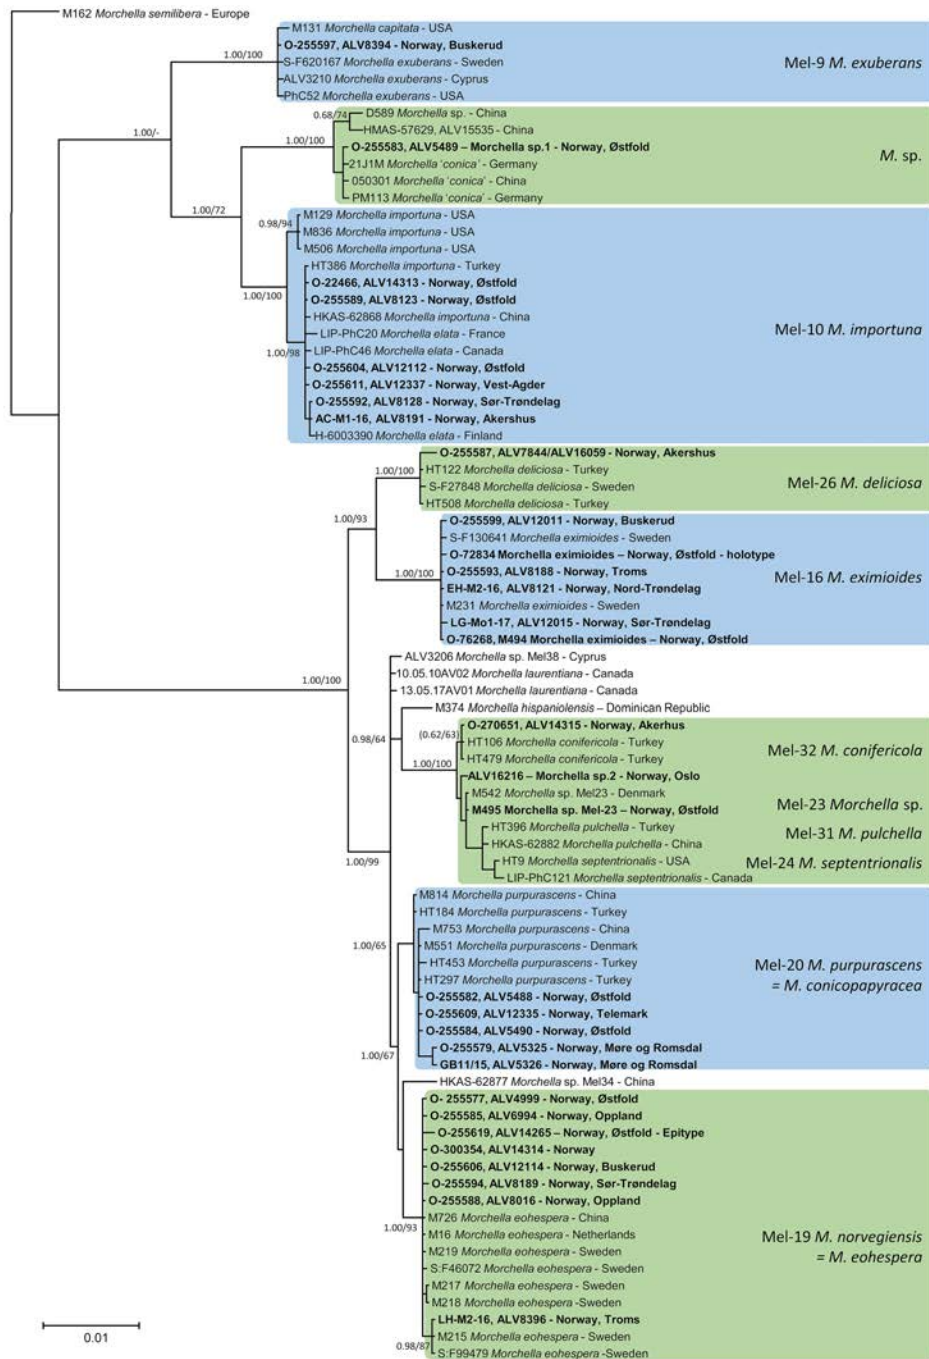 M162 Morchella semilibera - Europe
M131 Morchella capitata - USA
O-255597, ALV8394 - Norway, Buskerud
1.00/100
S-F620167 Morchella exuberans - Sweden
Mel-9 M. exuberans
ALV3210 Morchella exuberans - Cyprus
PhC52 Morchella exuberans - USA
D589 Morchella sp. - China
0.68/74
HMAS-57629, ALV15535 - China
1.00/-
1.00/100
O-255583, ALV5489 – Morchella sp.1 - Norway, Østfold
M. sp.
21J1M Morchella 'conica' - Germany
050301 Morchella 'conica' - China
PM113 Morchella 'conica' - Germany
1.00/72
M129 Morchella importuna - USA
0.98/94
M836 Morchella importuna - USA
M506 Morchella importuna - USA
HT386 Morchella importuna - Turkey
1.00/100
O-22466, ALV14313 - Norway, Østfold
O-255589, ALV8123 - Norway, Østfold
HKAS-62868 Morchella importuna - China
Mel-10 M. importuna
LIP-PhC20 Morchella elata - France
1.00/98
LIP-PhC46 Morchella elata - Canada
O-255604, ALV12112 - Norway, Østfold
O-255611, ALV12337 - Norway, Vest-Agder
O-255592, ALV8128 - Norway, Sør-Trøndelag
AC-M1-16, ALV8191 - Norway, Akershus
H-6003390 Morchella elata - Finland
O-255587, ALV7844/ALV16059 - Norway, Akershus
1.00/100
HT122 Morchella deliciosa - Turkey
S-F27848 Morchella deliciosa - Sweden
Mel-26 M. deliciosa
HT508 Morchella deliciosa - Turkey
1.00/93
O-255599, ALV12011 - Norway, Buskerud
S-F130641 Morchella eximioides - Sweden
O-72834 Morchella eximioides – Norway, Østfold - holotype
1.00/100
O-255593, ALV8188 - Norway, Troms
Mel-16 M. eximioides
EH-M2-16, ALV8121 - Norway, Nord-Trøndelag
M231 Morchella eximioides - Sweden
LG-Mo1-17, ALV12015 - Norway, Sør-Trøndelag
O-76268, M494 Morchella eximioides – Norway, Østfold
ALV3206 Morchella sp. Mel38 - Cyprus
10.05.10AV02 Morchella laurentiana - Canada
1.00/100
13.05.17AV01 Morchella laurentiana - Canada
M374 Morchella hispaniolensis – Dominican Republic
O-270651, ALV14315 - Norway, Akerhus
0.98/64
(0.62/63)
HT106 Morchella conifericola - Turkey
Mel-32 M. conifericola
HT479 Morchella conifericola - Turkey
1.00/100
ALV16216 – Morchella sp.2 - Norway, Oslo
M542 Morchella sp. Mel23 - Denmark
Mel-23 Morchella sp.
M495 Morchella sp. Mel-23 – Norway, Østfold
HT396 Morchella pulchella - Turkey
Mel-31 M. pulchella
HKAS-62882 Morchella pulchella - China
1.00/99
HT9 Morchella septentrionalis - USA
Mel-24 M. septentrionalis
LIP-PhC121 Morchella septentrionalis - Canada
M814 Morchella purpurascens - China
HT184 Morchella purpurascens - Turkey
M753 Morchella purpurascens - China
1.00/65
M551 Morchella purpurascens - Denmark
HT453 Morchella purpurascens - Turkey
Mel-20 M. purpurascens
HT297 Morchella purpurascens - Turkey
= M. conicopapyracea
O-255582, ALV5488 - Norway, Østfold
O-255609, ALV12335 - Norway, Telemark
O-255584, ALV5490 - Norway, Østfold
O-255579, ALV5325 - Norway, Møre og Romsdal
1.00/67
GB11/15, ALV5326 - Norway, Møre og Romsdal
HKAS-62877 Morchella sp. Mel34 - China
O- 255577, ALV4999 - Norway, Østfold
O-255585, ALV6994 - Norway, Oppland
O-255619, ALV14265 – Norway, Østfold - Epitype
O-300354, ALV14314 - Norway
O-255606, ALV12114 - Norway, Buskerud
O-255594, ALV8189 - Norway, Sør-Trøndelag
O-255588, ALV8016 - Norway, Oppland
1.00/93
M726 Morchella eohespera - China
M16 Morchella eohespera - Netherlands
Mel-19 M. norvegiensis
M219 Morchella eohespera - Sweden
= M. eohespera
S:F46072 Morchella eohespera - Sweden
M217 Morchella eohespera - Sweden
M218 Morchella eohespera -Sweden
LH-M2-16, ALV8396 - Norway, Troms
0.01
M215 Morchella eohespera - Sweden
0.98/87
S:F99479 Morchella eohespera -Sweden